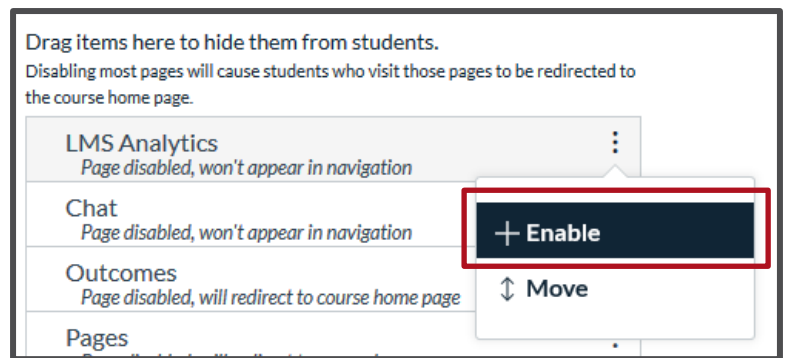 Drag items here to hide them from students.
Disabling most pages will cause students who visit those pages to be redirected to
the course home page.
LMS Analytics
Page disabled, won't appear in navigation
Chat
Page disabled, won't appear in navigation
Enable
Outcomes
Page disabled, will redirect to course home page
Move
Pages